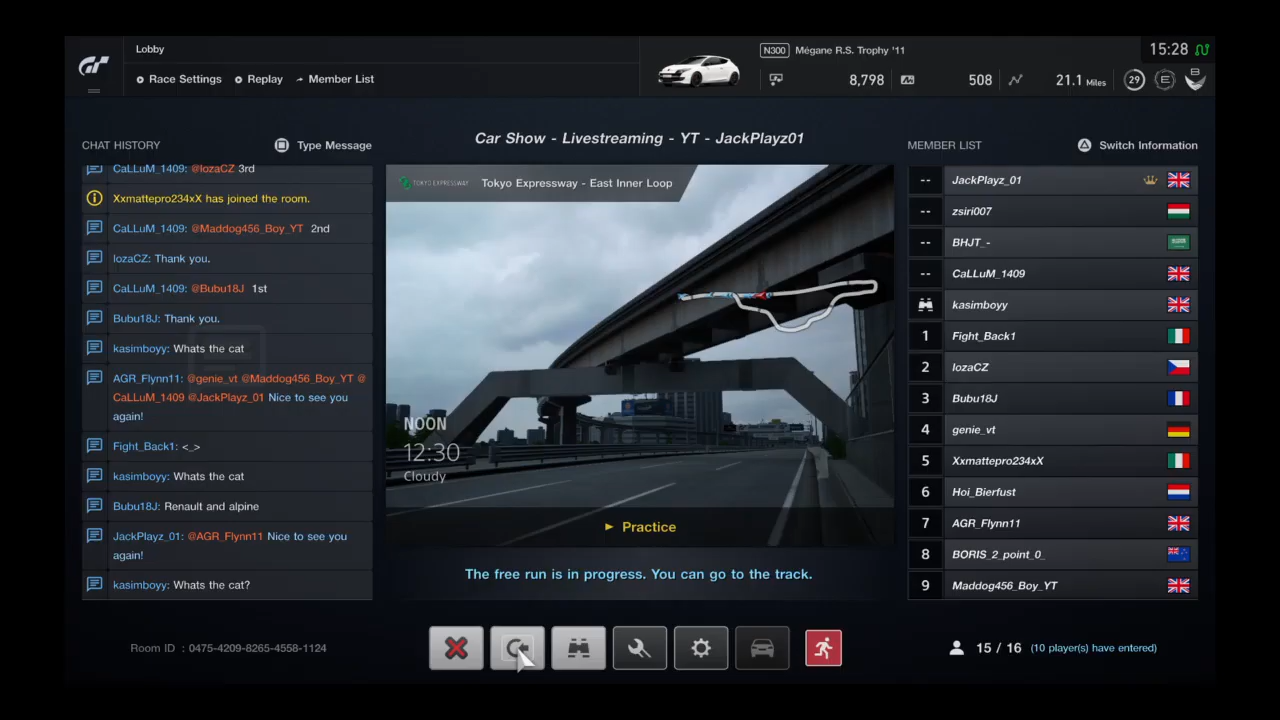 Lobby
Race Settings
Replay
Member List
N300
Mégane R.S. Trophy '11
8,798
508
21.1 Miles
15:28
29
E
B
CHAT HISTORY
Type Message
CaLLuM_1409: @lozaCZ 3rd
XxmattepRo234xX has joined the room.
CaLLuM_1409: @Maddog456_Boy_YT 2nd
lozaCZ: Thank you.
CaLLuM_1409: @Bubu18J 1st
Bubu18J: Thank you.
kasimboyy: Whats the cat
AGR_Flynn11: @genie_vt @Maddog456_Boy_YT @
CaLLuM_1409 @JackPlayz_01 Nice to see you
again!
Fight_Back1: <_>
kasimboyy: Whats the cat
Bubu18J: Renault and alpine
JackPlayz_01: @AGR_Flynn11 Nice to see you
again!
kasimboyy: Whats the cat?
Room ID : 0475-4209-8265-4558-1124
Car Show - Livestreaming - YT - JackPlayz01
TOKYO EXPRESSWAY
Tokyo Expressway - East Inner Loop
NOON
12:30
Cloudy
Practice
The free run is in progress. You can go to the track.
MEMBER LIST
Switch Information
-- JackPlayz_01
-- zsiri007
-- BHJT_-
-- CaLLuM_1409
kasimboyy
1 Fight_Back1
2 lozaCZ
3 Bubu18J
4 genie_vt
5 Xxmattepro234xX
6 Hoi_Bierfust
7 AGR_Flynn11
8 BORIS_2_point_0_
9 Maddog456_Boy_YT
15 / 16 (10 player(s) have entered)